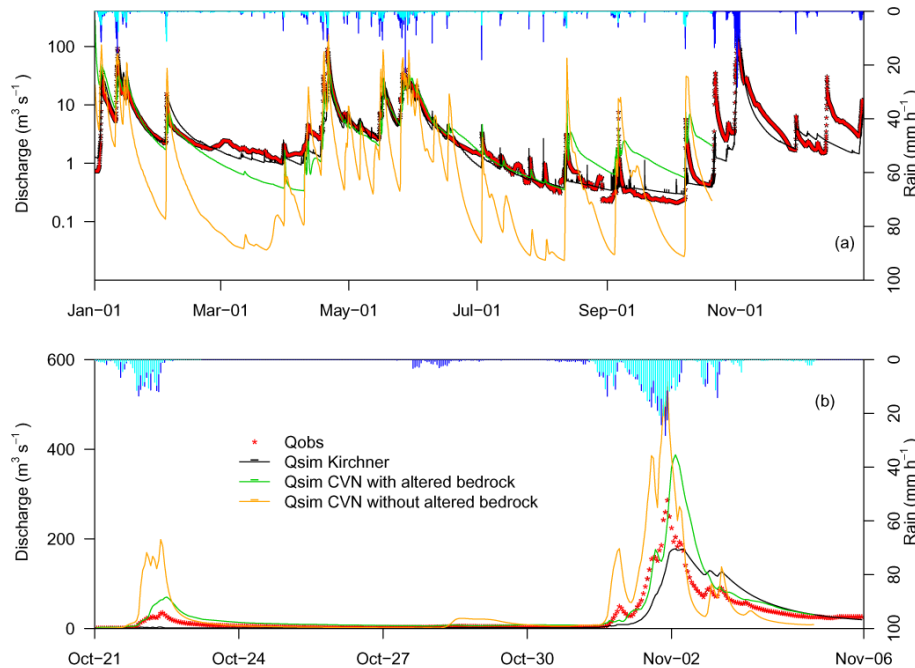 100
10
1
0.1
Discharge (m³ s⁻¹)
0
20
40
60
80
100
Rain (mm h⁻¹)
(a)
Jan−01
Mar−01
May−01
Jul−01
Sep−01
Nov−01
600
400
200
0
Discharge (m³ s⁻¹)
0
20
40
60
80
100
Rain (mm h⁻¹)
(b)
Qobs
Qsim Kirchner
Qsim CVN with altered bedrock
Qsim CVN without altered bedrock
Oct−21
Oct−24
Oct−27
Oct−30
Nov−02
Nov−06